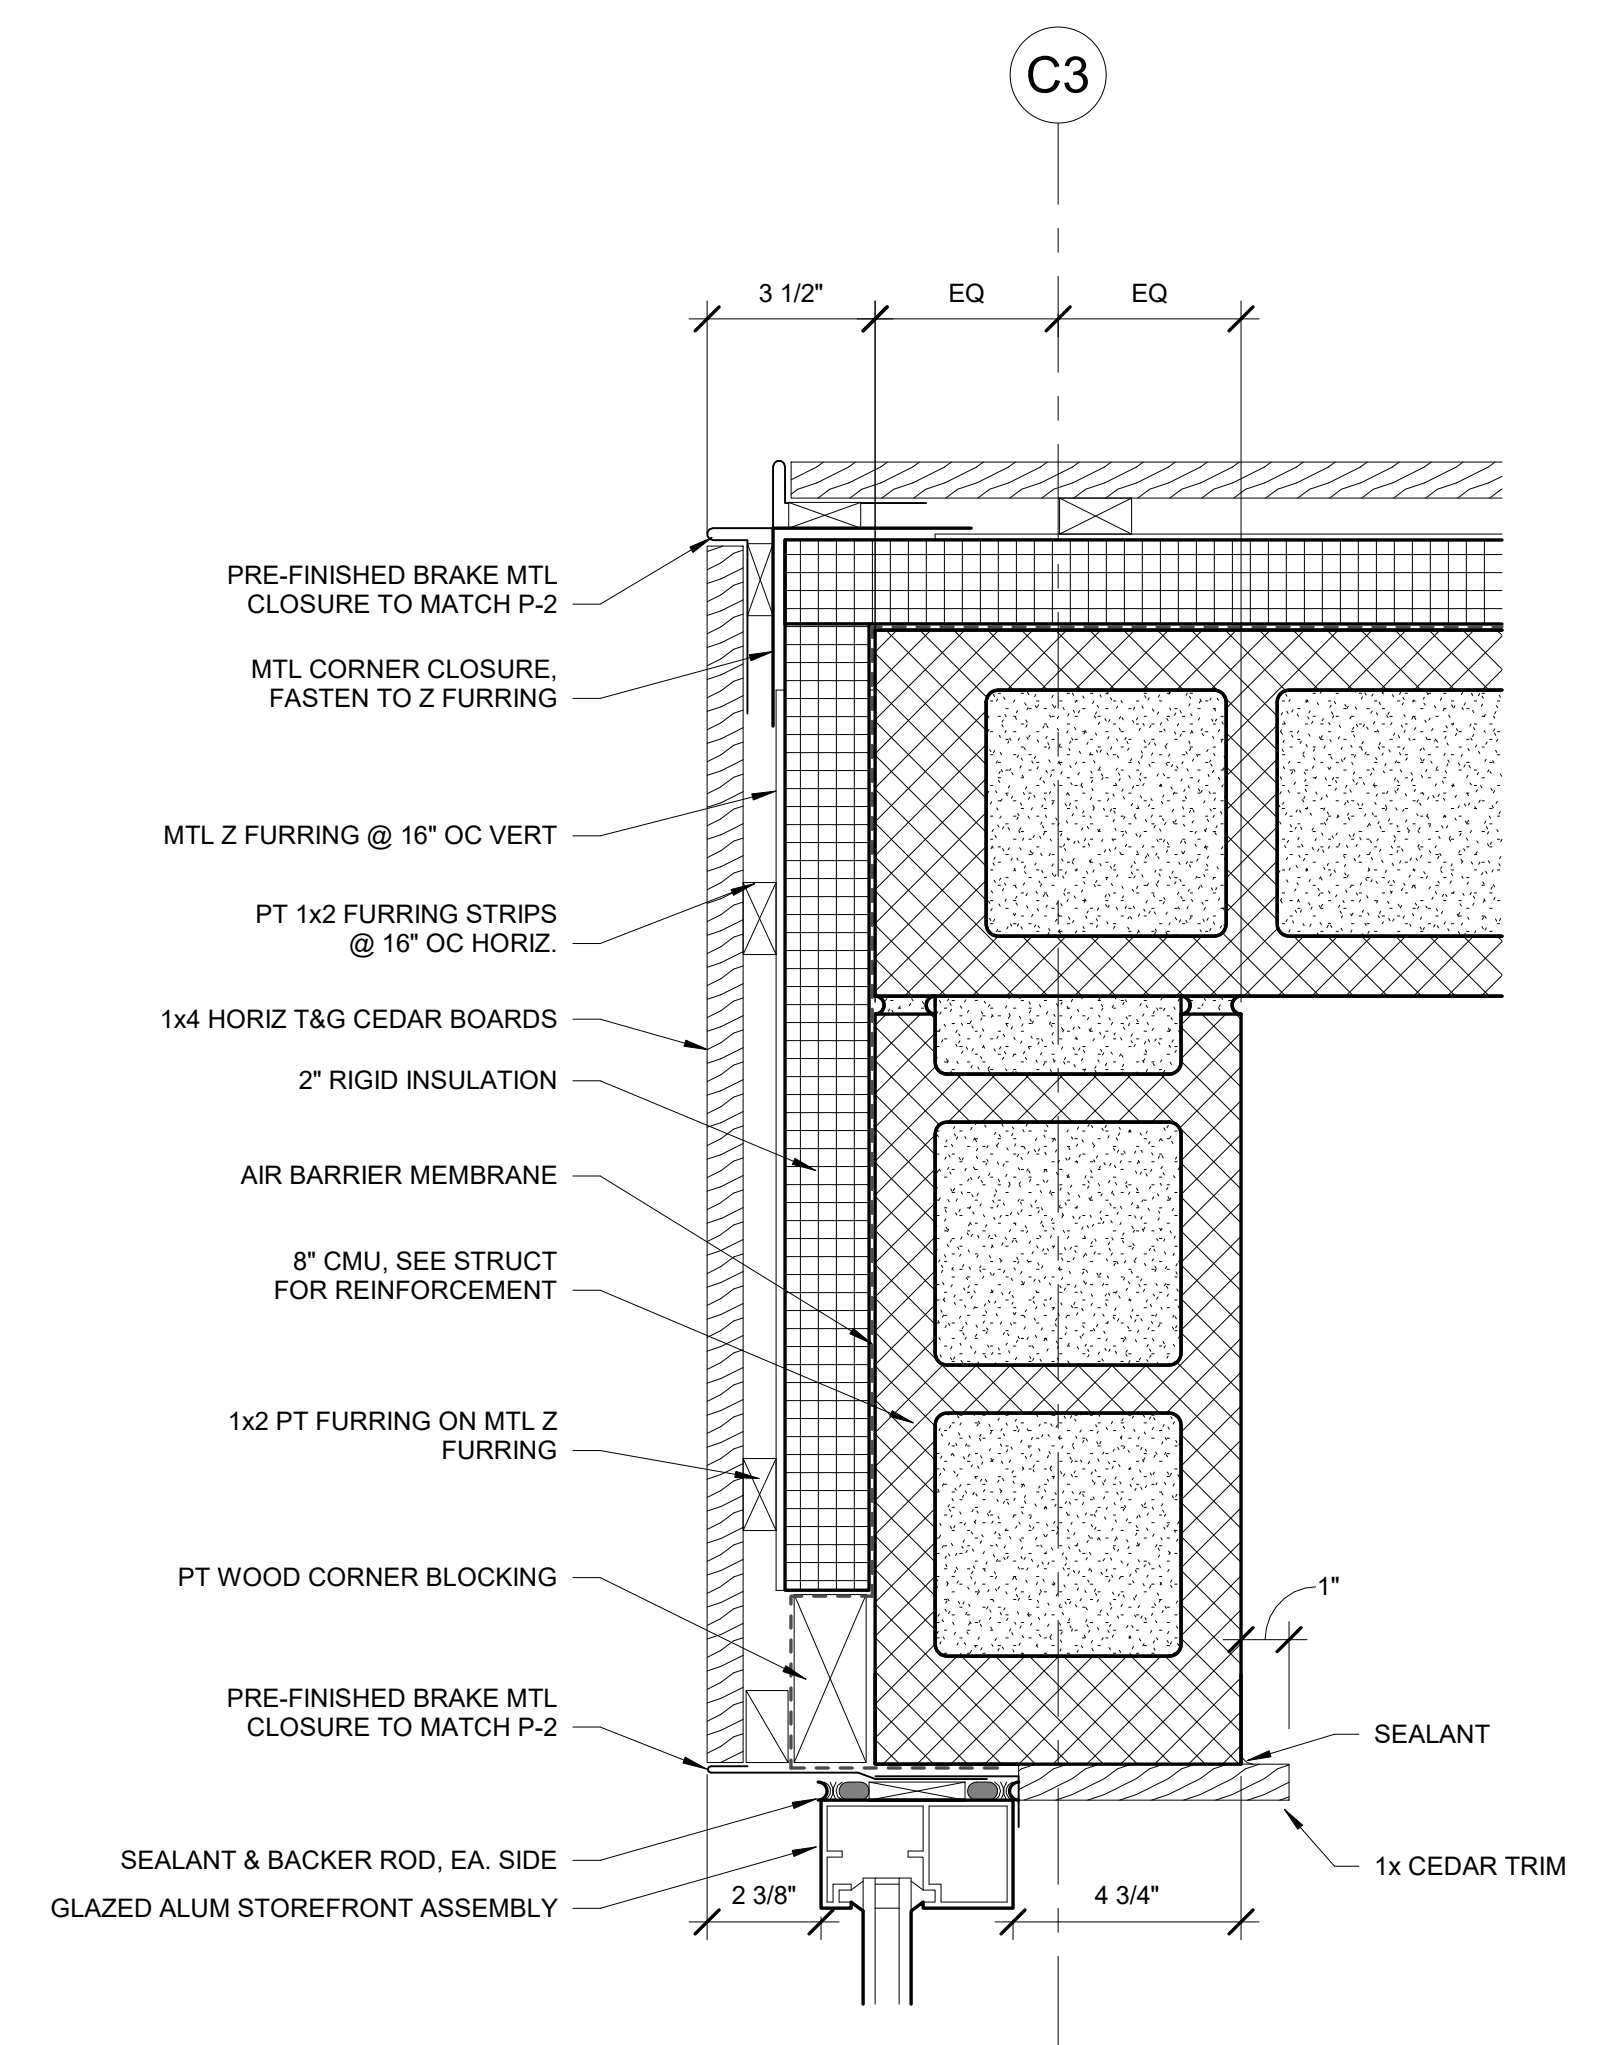 C3
3 1/2"
EQ
EQ
PRE-FINISHED BRAKE MTL
CLOSURE TO MATCH P-2
MTL CORNER CLOSURE,
FASTEN TO Z FURRING
MTL Z FURRING @ 16" OC VERT
PT 1x2 FURRING STRIPS
@ 16" OC HORIZ.
1x4 HORIZ T&G CEDAR BOARDS
2" RIGID INSULATION
AIR BARRIER MEMBRANE
8" CMU, SEE STRUCT
FOR REINFORCEMENT
1x2 PT FURRING ON MTL Z
FURRING
PT WOOD CORNER BLOCKING
1"
PRE-FINISHED BRAKE MTL
CLOSURE TO MATCH P-2
SEALANT
SEALANT & BACKER ROD, EA. SIDE
1x CEDAR TRIM
GLAZED ALUM STOREFRONT ASSEMBLY
2 3/8"
4 3/4"